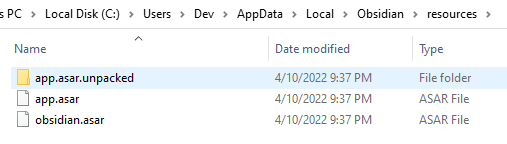 s PC > Local Disk (C:) > Users > Dev > AppData > Local > Obsidian > resources >
Name Date modified Type
app.asar.unpacked 4/10/2022 9:37 PM File folder
app.asar 4/10/2022 9:37 PM ASAR File
obsidian.asar 4/10/2022 9:37 PM ASAR File